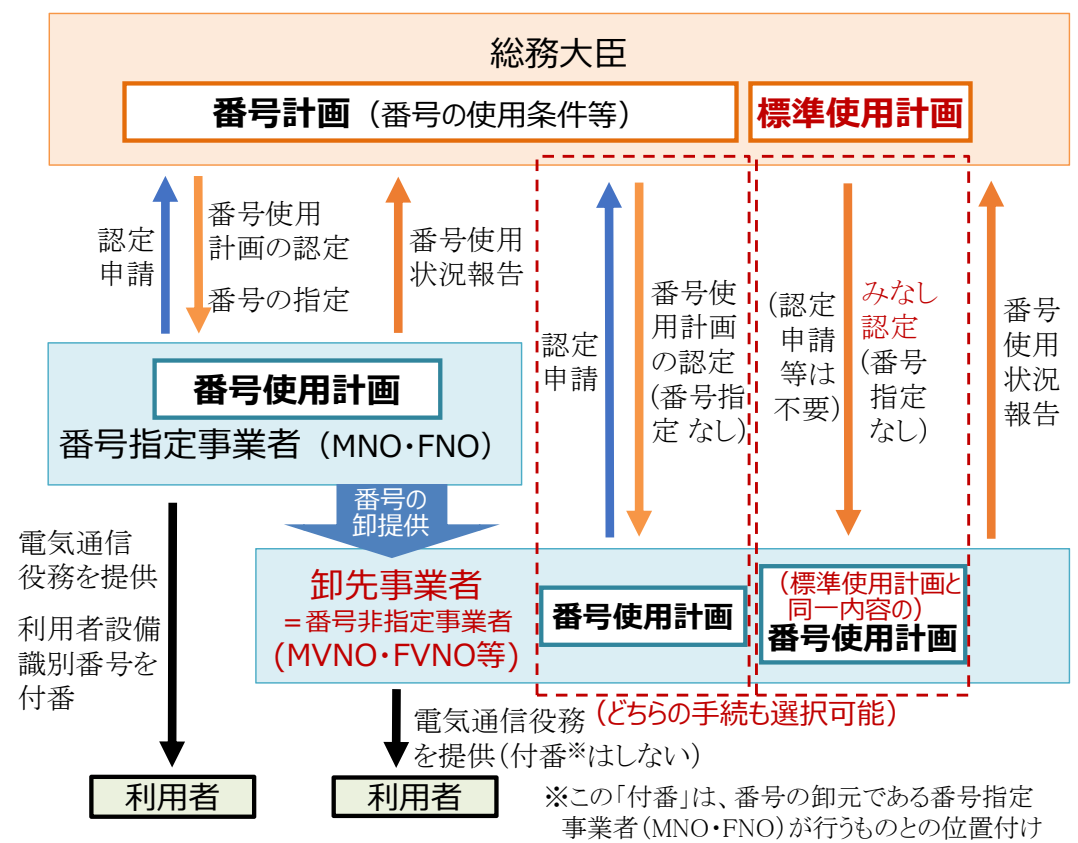 総務大臣
番号計画（番号の使用条件等）
標準使用計画
認定
申請
番号使用
計画の認定
番号の指定
番号使用
状況報告
認定
申請
番号使
用計画
の認定
(番号指
定 なし)
(認定
申請
等は
不要)
みなし
認定
(番号
指定
なし)
番号
使用
状況
報告
番号使用計画
番号指定事業者（MNO・FNO）
番号の
卸提供
電気通信
役務を提供
利用者設備
識別番号を
付番
卸先事業者
＝番号非指定事業者
(MVNO・FVNO等)
番号使用計画
(標準使用計画と
同一内容の)
番号使用計画
(どちらの手続も選択可能)
電気通信役務
を提供(付番※はしない)
利用者
利用者
※この「付番」は、番号の卸元である番号指定
事業者(MNO・FNO)が行うものとの位置付け